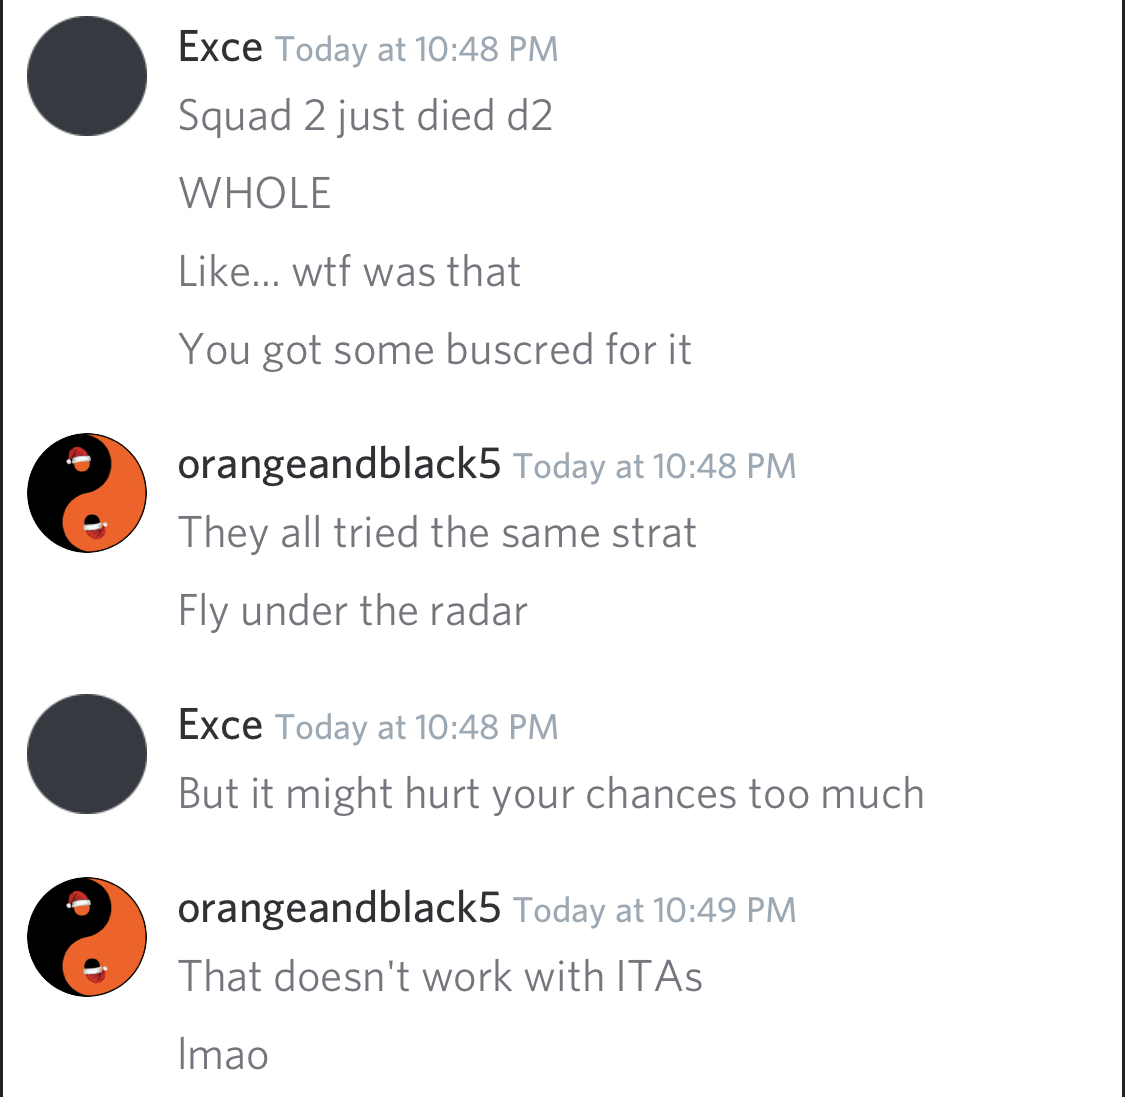 Exce Today at 10:48 PM
Squad 2 just died d2
WHOLE
Like... wtf was that
You got some buscred for it
orangeandblack5 Today at 10:48 PM
They all tried the same strat
Fly under the radar
Exce Today at 10:48 PM
But it might hurt your chances too much
orangeandblack5 Today at 10:49 PM
That doesn't work with ITAs
lmao